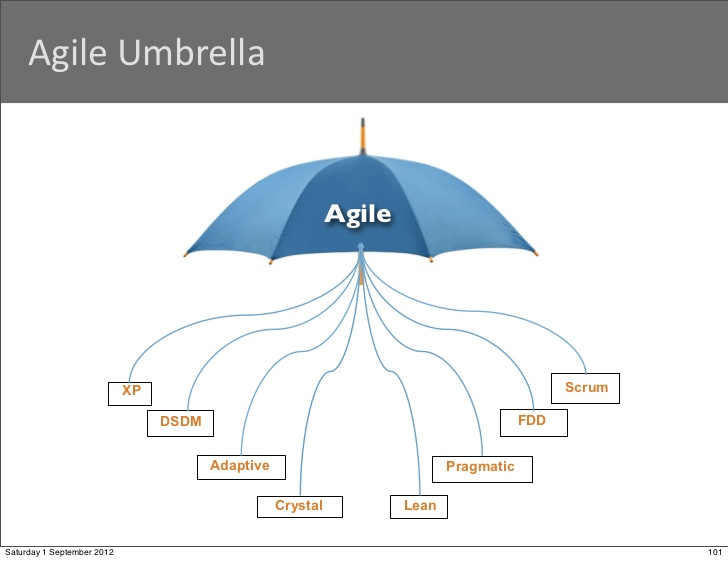 Agile Umbrella
Agile
XP
Scrum
DSDM
FDD
Adaptive
Pragmatic
Crystal
Lean
Saturday 1 September 2012
101